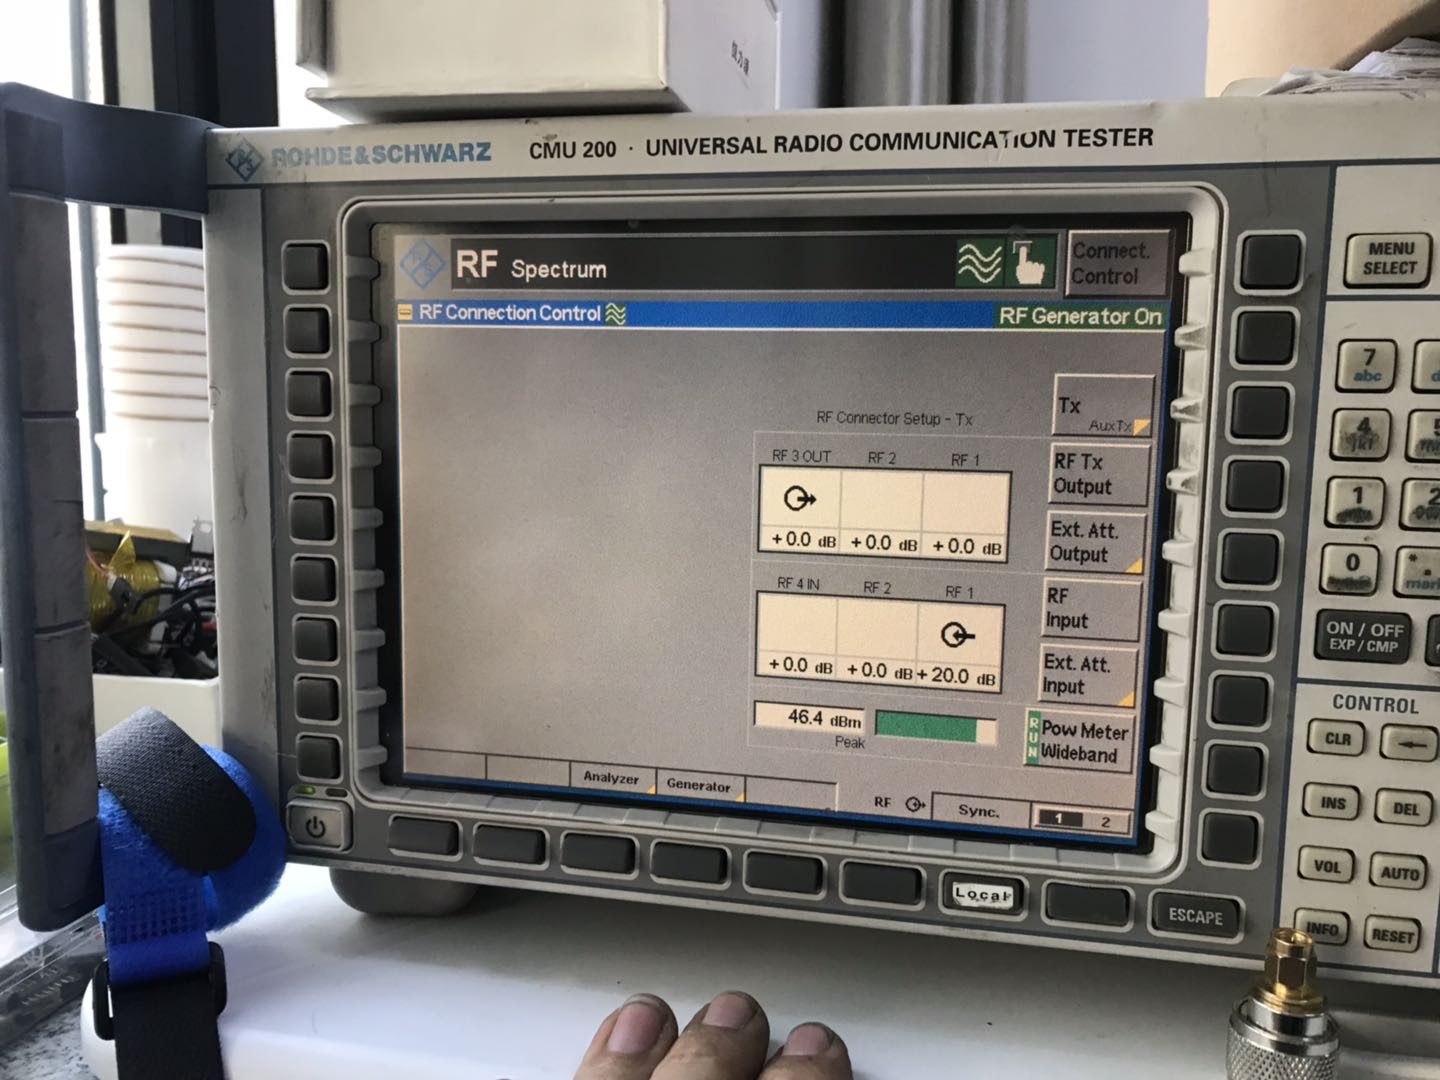 ROHDE&SCHWARZ CMU 200 · UNIVERSAL RADIO COMMUNICATION TESTER
RF Spectrum
Connect.
Control
RF Connection Control
RF Generator On
RF Connector Setup - Tx
Tx
AuxTx
RF 3 OUT RF 2 RF 1
+0.0 dB +0.0 dB +0.0 dB
RF Tx
Output
Ext. Att.
Output
RF 4 IN RF 2 RF 1
+0.0 dB +0.0 dB +20.0 dB
RF
Input
Ext. Att.
Input
46.4 dBm
Peak
RUN
Pow Meter
Wideband
Analyzer
Generator
RF
Sync.
1 2
Local
ESCAPE
MENU
SELECT
7
abc
4
1
0
ON / OFF
EXP / CMP
CONTROL
CLR
INS
DEL
VOL
AUTO
INFO
RESET